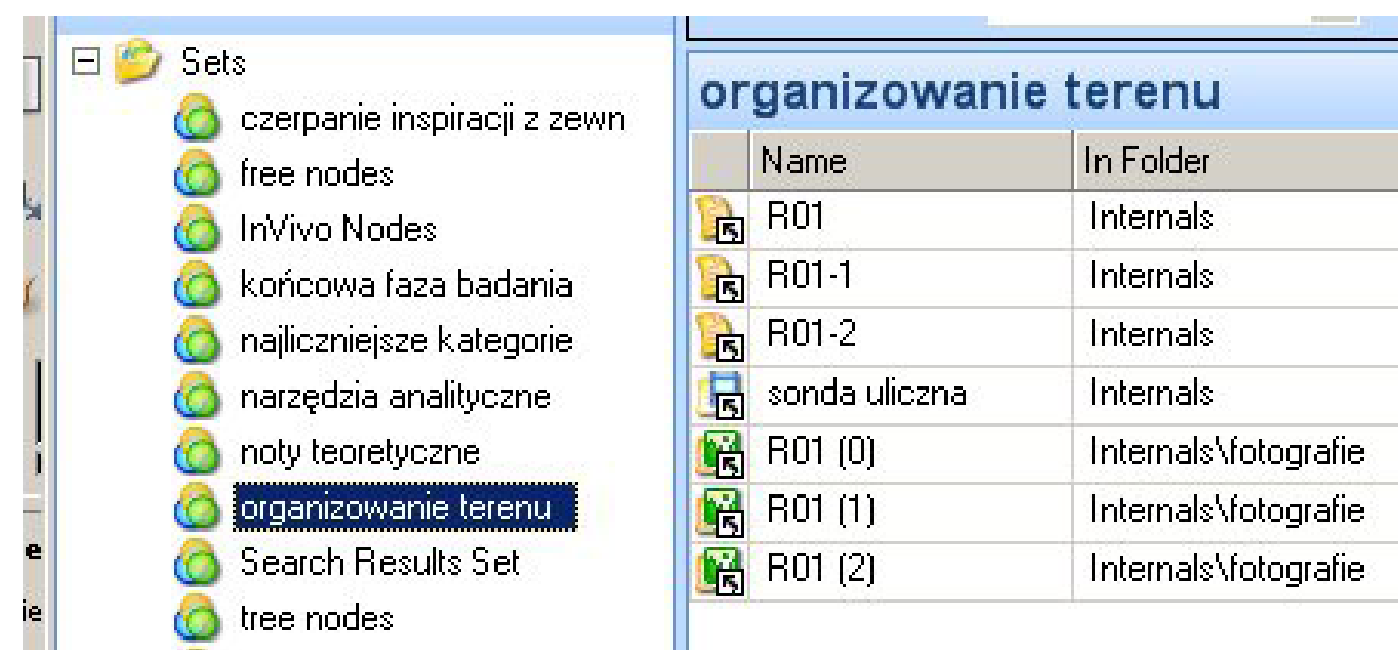 Sets
czerpanie inspiracji z zewn
free nodes
InVivo Nodes
końcowa faza badania
najliczniejsze kategorie
narzędzia analityczne
noty teoretyczne
organizowanie terenu
Search Results Set
tree nodes
organizowanie terenu
Name In Folder
R01 Internals
R01-1 Internals
R01-2 Internals
sonda uliczna Internals
R01 (0) Internals\fotografie
R01 (1) Internals\fotografie
R01 (2) Internals\fotografie
e
ie